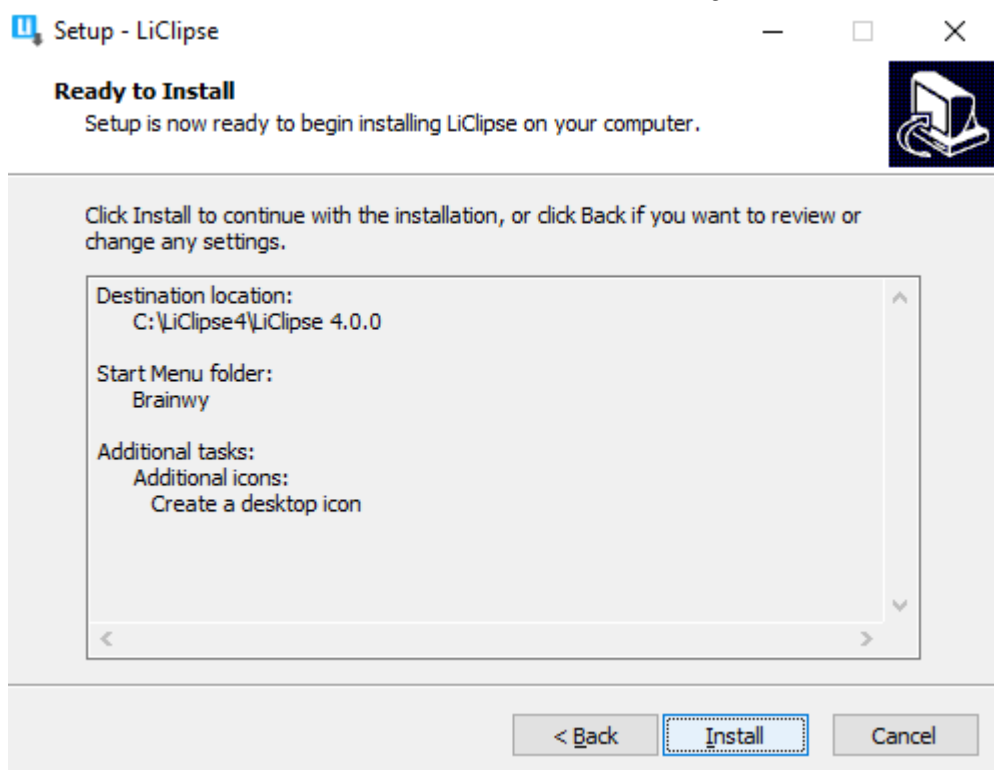 Setup - LiClipse
Ready to Install
Setup is now ready to begin installing LiClipse on your computer.
Click Install to continue with the installation, or click Back if you want to review or
change any settings.
Destination location:
C:\LiClipse4\LiClipse 4.0.0
Start Menu folder:
Brainwy
Additional tasks:
Additional icons:
Create a desktop icon
< Back Install Cancel